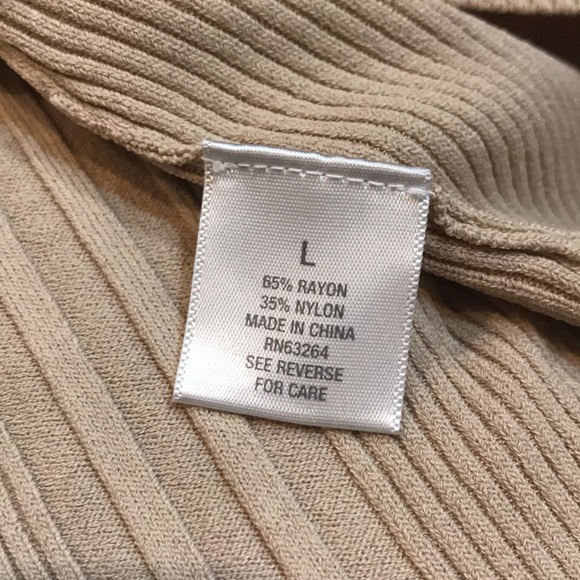 L
65% RAYON
35% NYLON
MADE IN CHINA
RN63264
SEE REVERSE
FOR CARE